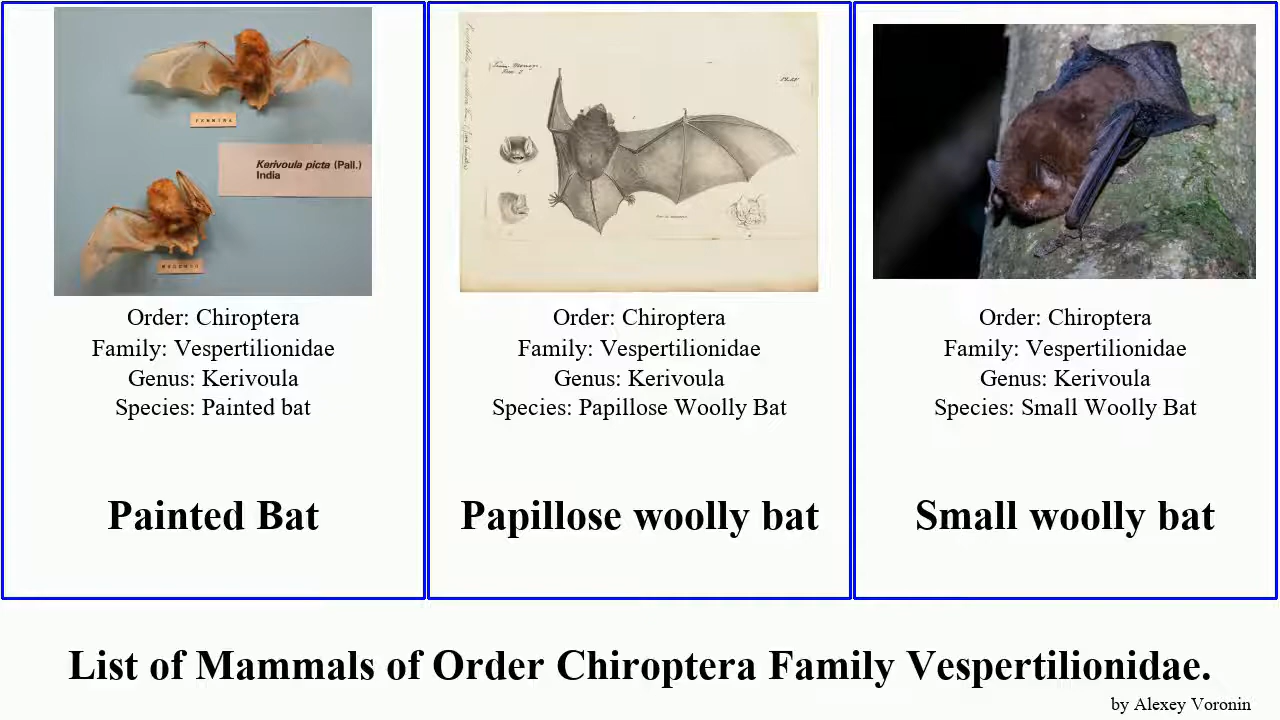 FEMMINA
Kerivoula picta (Pall.)
India
Order: Chiroptera
Family: Vespertilionidae
Genus: Kerivoula
Species: Painted bat
Painted Bat
Order: Chiroptera
Family: Vespertilionidae
Genus: Kerivoula
Species: Papillose Woolly Bat
Papillose woolly bat
Order: Chiroptera
Family: Vespertilionidae
Genus: Kerivoula
Species: Small Woolly Bat
Small woolly bat
List of Mammals of Order Chiroptera Family Vespertilionidae.
by Alexey Voronin